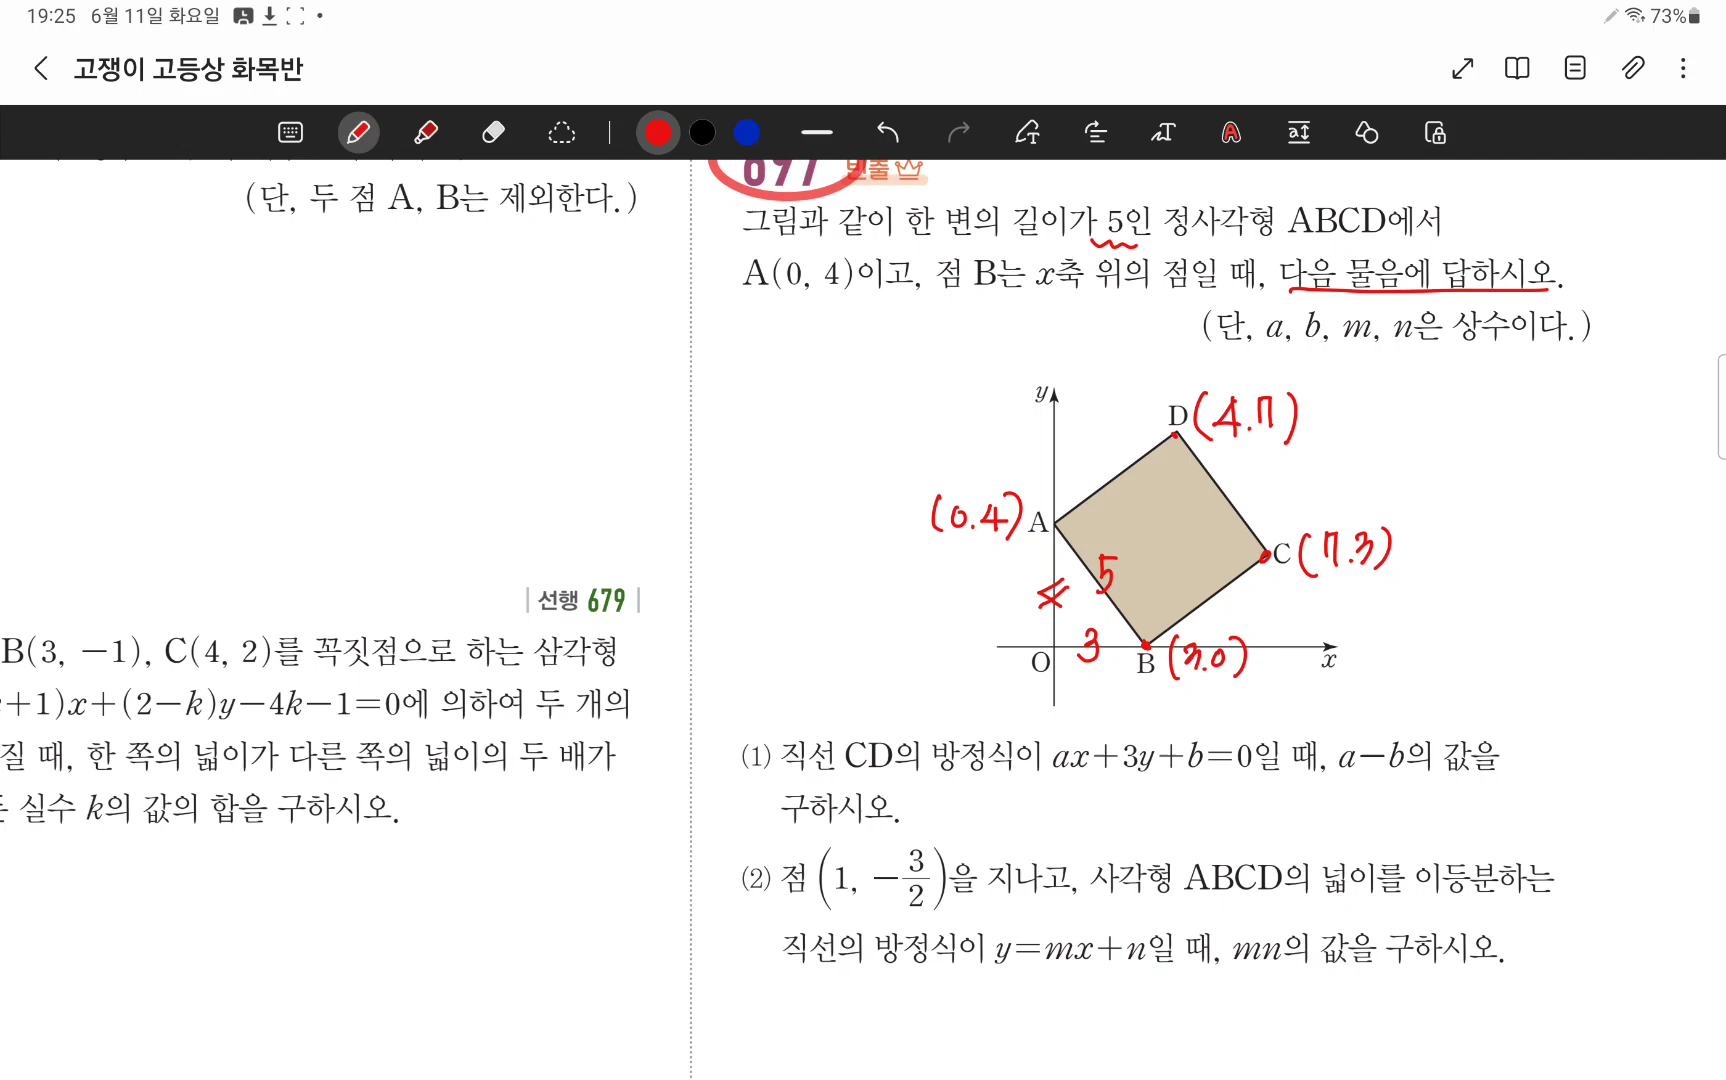 19:25 6월 11일 화요일
73%
고쟁이 고등상 화목반
(단, 두 점 A, B는 제외한다.)
선행 679
B(3, −1), C(4, 2)를 꼭짓점으로 하는 삼각형
+1)x+(2−k)y−4k−1=0에 의하여 두 개의
질 때, 한 쪽의 넓이가 다른 쪽의 넓이의 두 배가
실수 k의 값의 합을 구하시오.
697 빈출
그림과 같이 한 변의 길이가 5인 정사각형 ABCD에서
A(0, 4)이고, 점 B는 x축 위의 점일 때, 다음 물음에 답하시오.
(단, a, b, m, n은 상수이다.)
y
D (4.7)
(0.4) A
5
C (7.3)
4
3
O
B (3.0)
x
(1) 직선 CD의 방정식이 ax+3y+b=0일 때, a−b의 값을
구하시오.
(2) 점 (1, −3/2)을 지나고, 사각형 ABCD의 넓이를 이등분하는
직선의 방정식이 y=mx+n일 때, mn의 값을 구하시오.